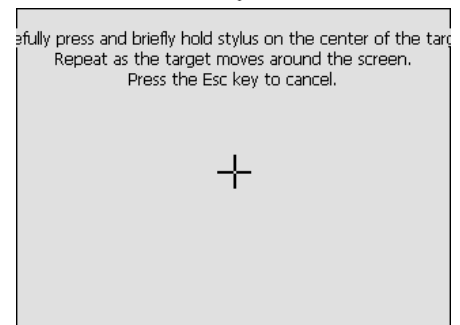 efully press and briefly hold stylus on the center of the targ
Repeat as the target moves around the screen.
Press the Esc key to cancel.